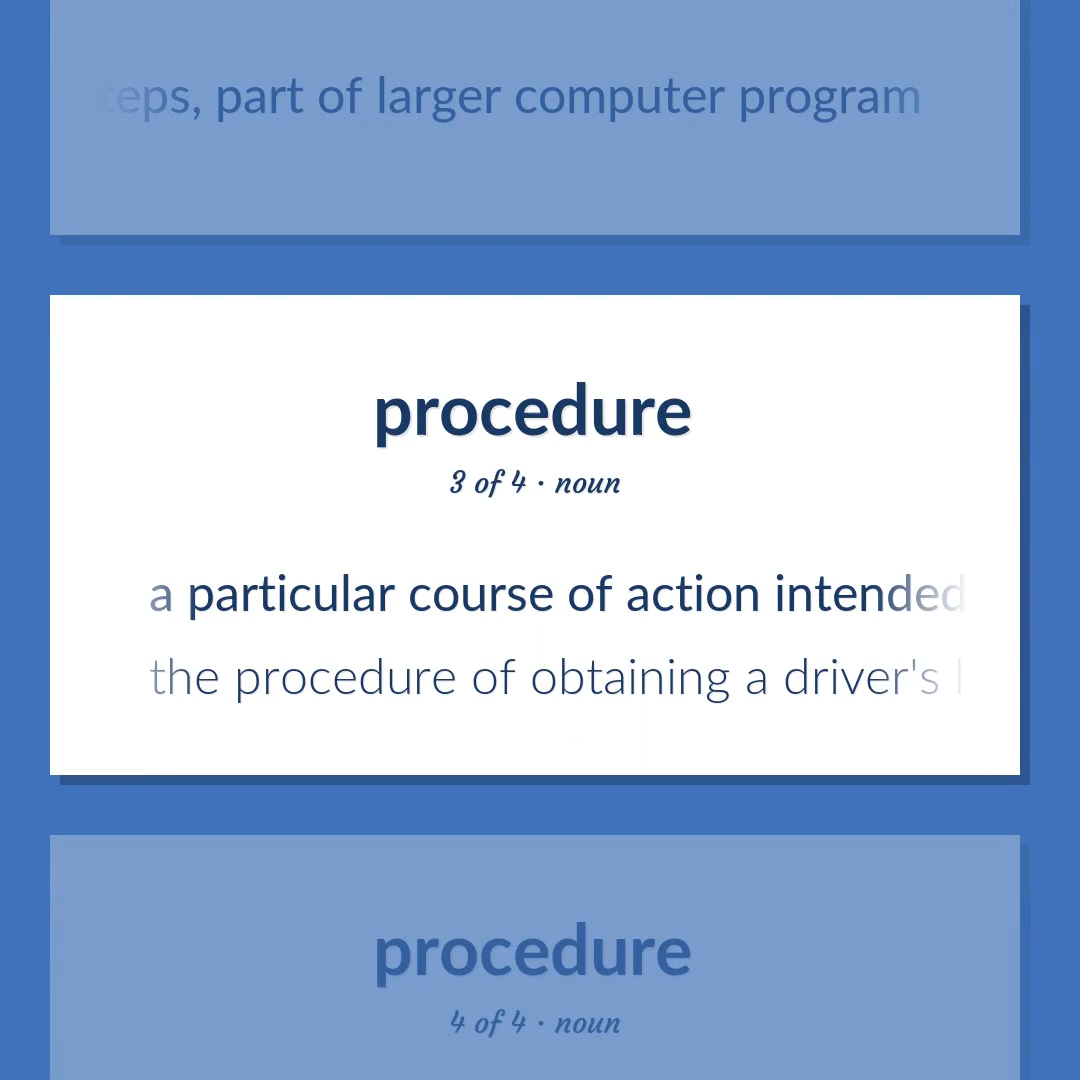 teps, part of larger computer program
procedure
3 of 4 · noun
a particular course of action intended
the procedure of obtaining a driver's l
procedure
4 of 4 · noun